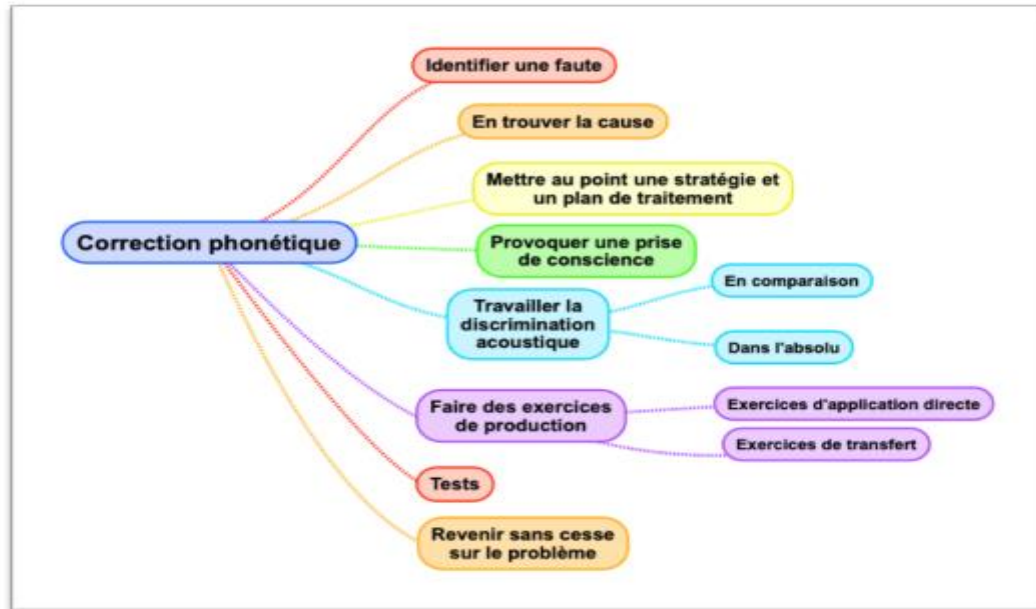 Identifier une faute
En trouver la cause
Mettre au point une stratégie et
un plan de traitement
Correction phonétique
Provoquer une prise
de conscience
Travailler la
discrimination
acoustique
En comparaison
Dans l'absolu
Faire des exercices
de production
Exercices d'application directe
Exercices de transfert
Tests
Revenir sans cesse
sur le problème